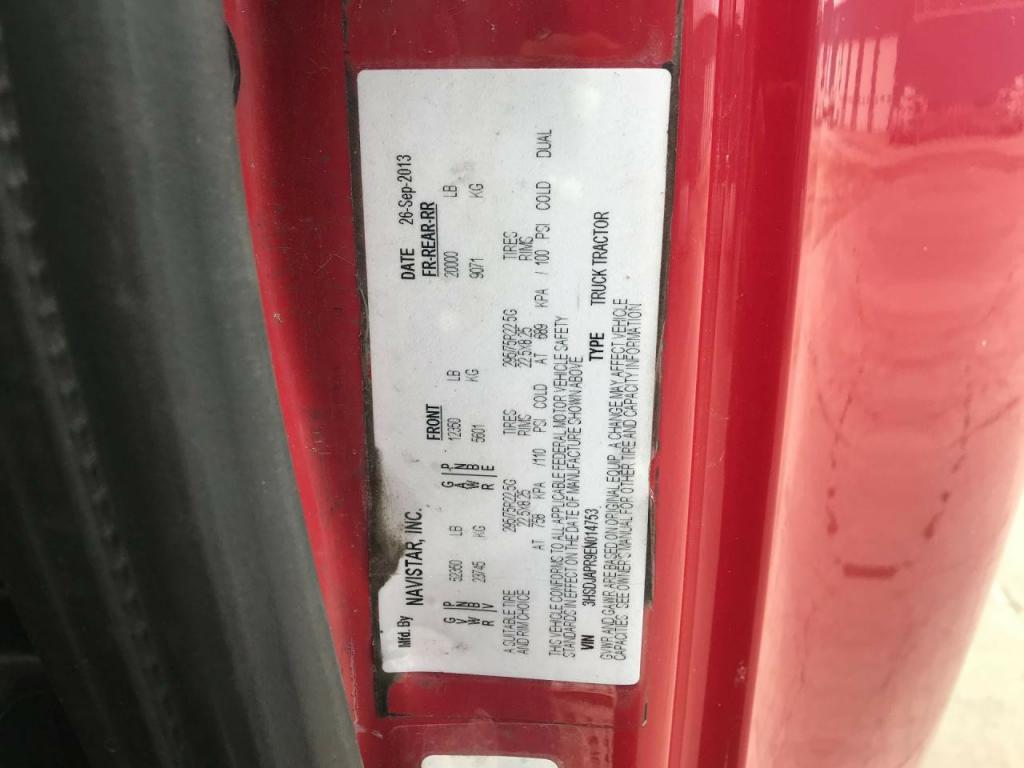 Mfd. By NAVISTAR, INC. DATE 26-Sep-2013
FRONT FR-REAR-RR
GVWR 52350 LB GAWR 12350 LB 20000 LB
IPNBV 23745 KG IPNBE 5601 KG 9071 KG
A SUITABLE TIRE 295/75R22.5G TIRES 295/75R22.5G TIRES
AND RIM CHOICE 22.5X8.25 RIMS 22.5X8.25 RIMS
AT 758 KPA /110 PSI COLD AT 689 KPA / 100 PSI COLD DUAL
THIS VEHICLE CONFORMS TO ALL APPLICABLE FEDERAL MOTOR VEHICLE SAFETY
STANDARDS IN EFFECT ON THE DATE OF MANUFACTURE SHOWN ABOVE
VIN 3HSDJAPR9EN014753 TYPE TRUCK TRACTOR
GVWR AND GAWR ARE BASED ON ORIGINAL EQUIP. A CHANGE MAY AFFECT VEHICLE
CAPACITIES. SEE OWNER'S MANUAL FOR OTHER TIRE AND CAPACITY INFORMATION